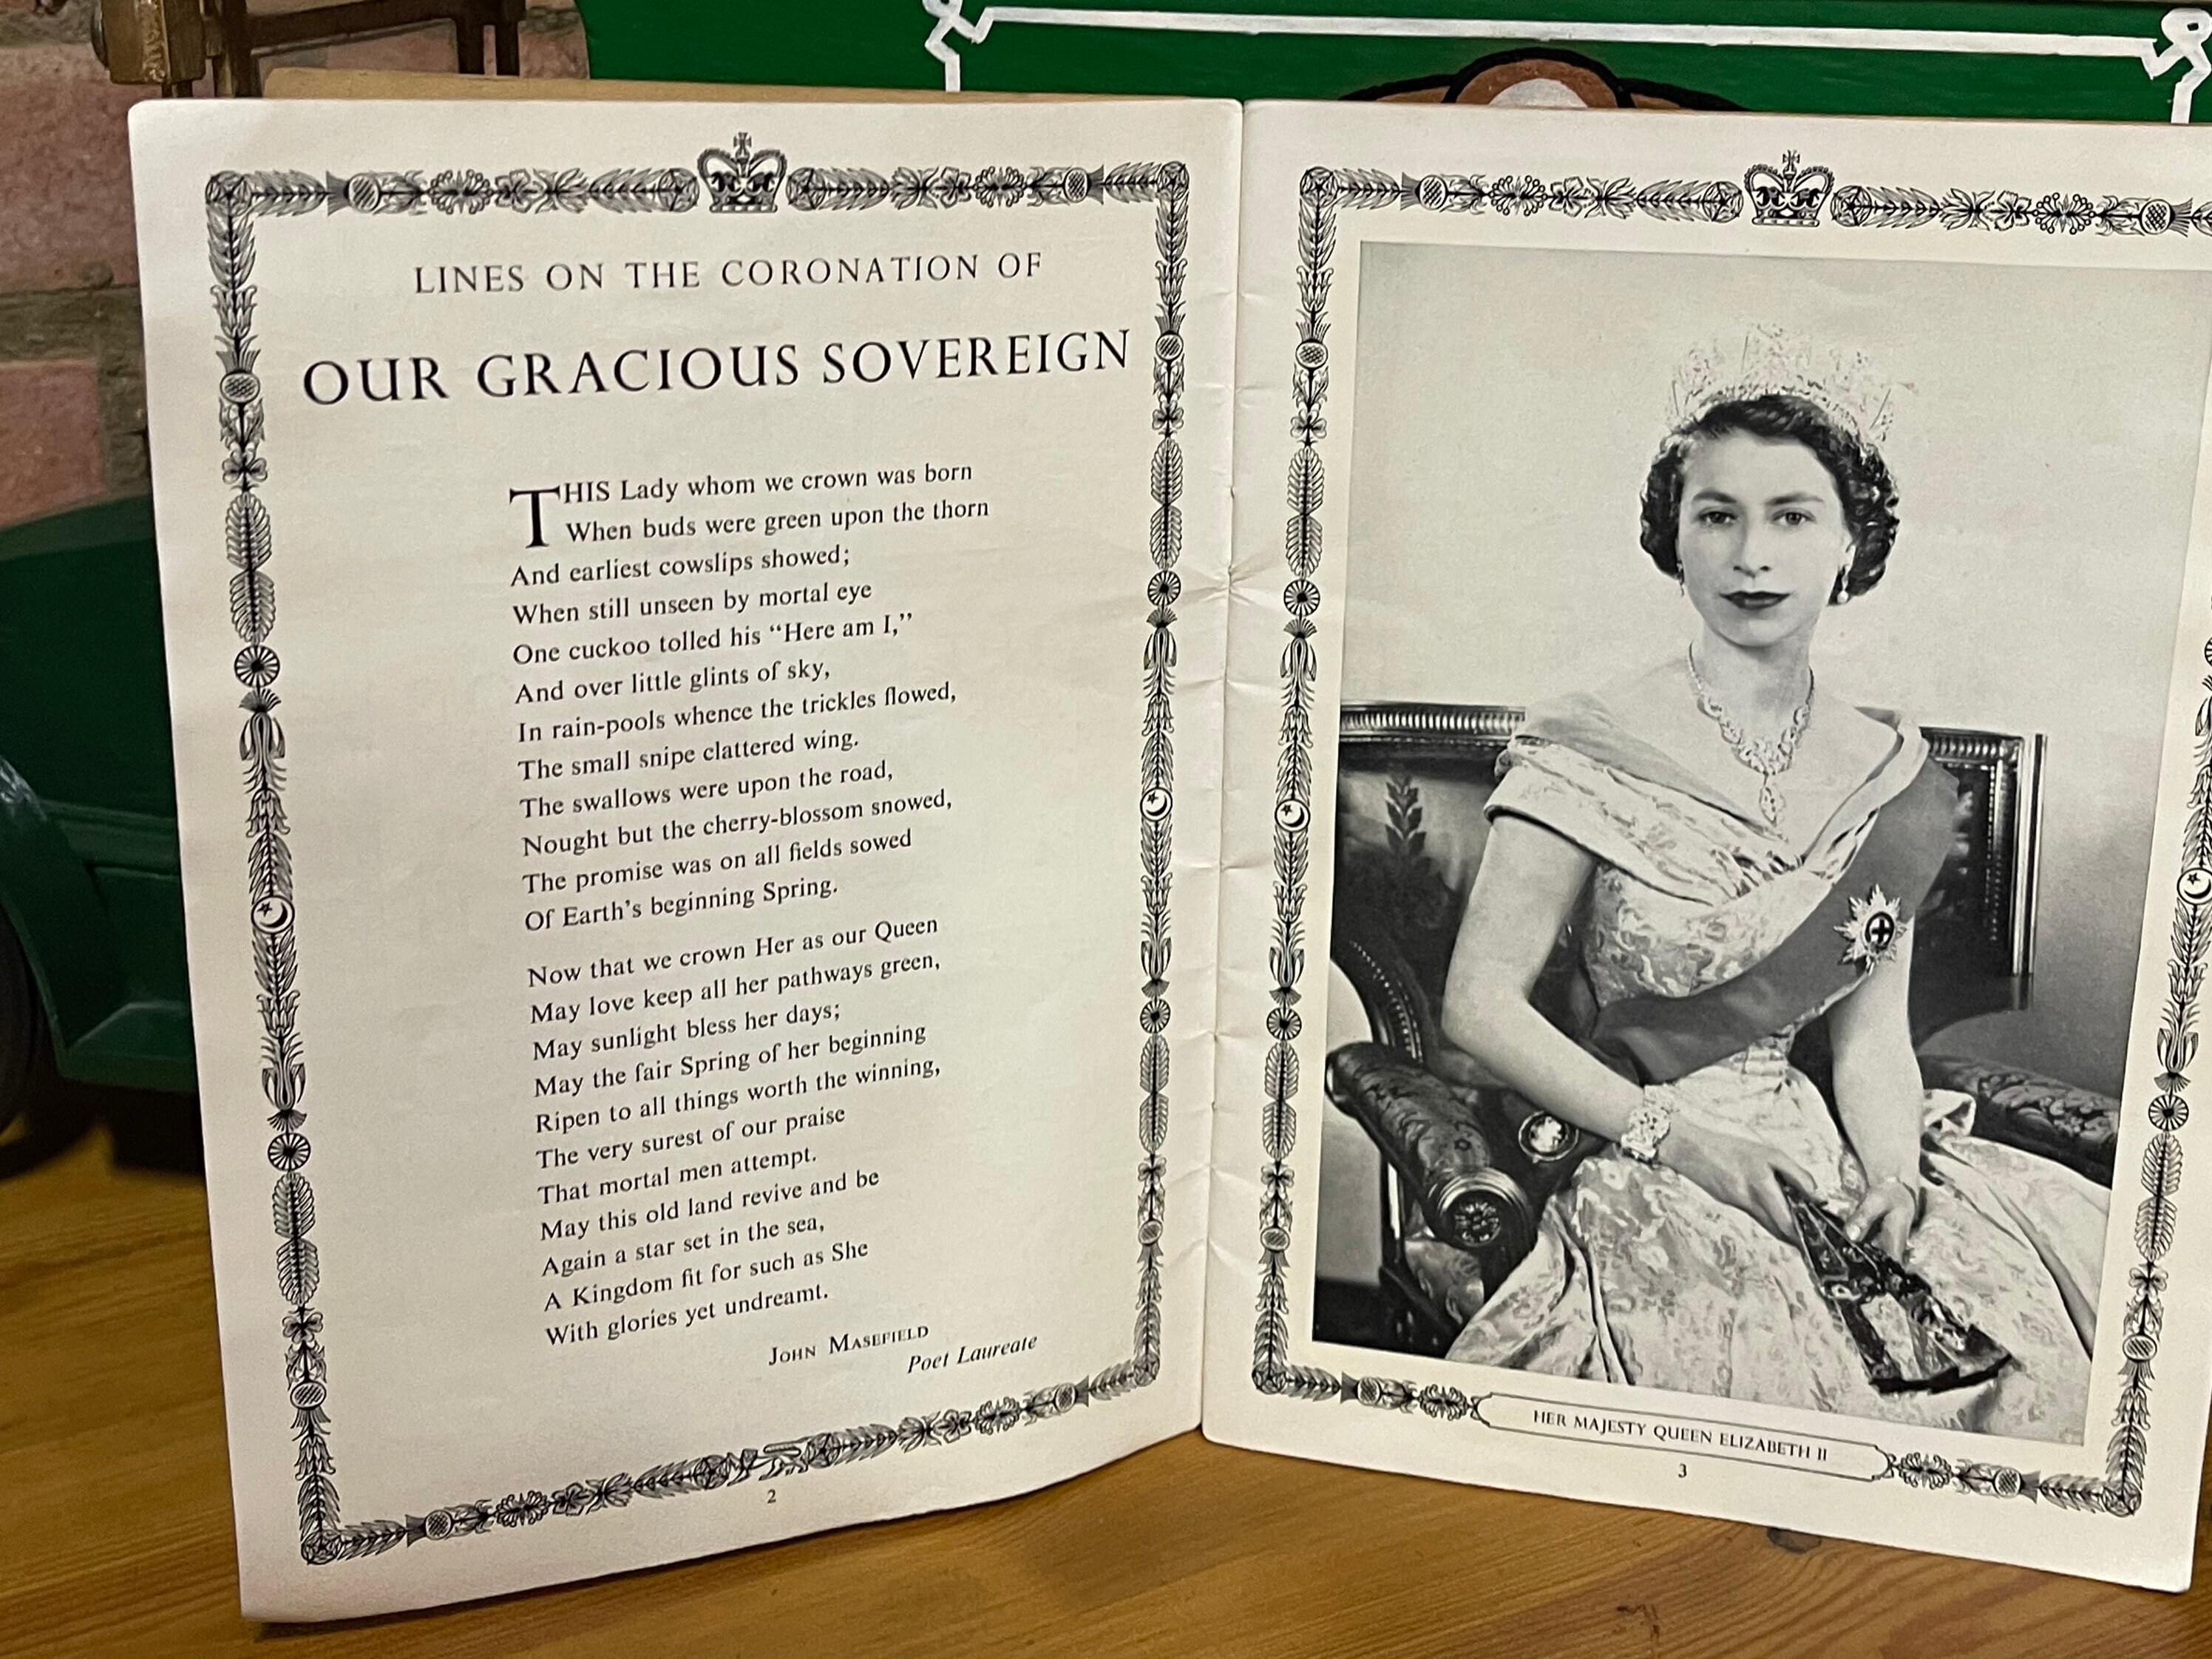 LINES ON THE CORONATION OF
OUR GRACIOUS SOVEREIGN
THIS Lady whom we crown was born
When buds were green upon the thorn
And earliest cowslips showed;
When still unseen by mortal eye
One cuckoo tolled his “Here am I,”
And over little glints of sky,
In rain-pools whence the trickles flowed,
The small snipe clattered wing.
The swallows were upon the road,
Nought but the cherry-blossom snowed,
The promise was on all fields sowed
Of Earth’s beginning Spring.
Now that we crown Her as our Queen
May love keep all her pathways green,
May sunlight bless her days;
May the fair Spring of her beginning
Ripen to all things worth the winning,
The very surest of our praise
That mortal men attempt.
May this old land revive and be
Again a star set in the sea,
A Kingdom fit for such as She
With glories yet undreamt.
JOHN MASEFIELD
Poet Laureate
2
HER MAJESTY QUEEN ELIZABETH II
3